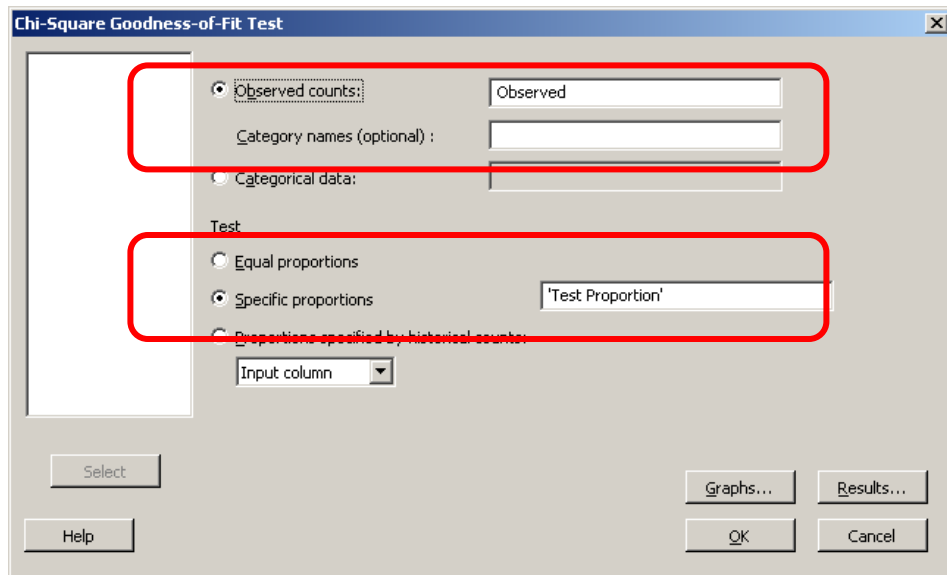 Chi-Square Goodness-of-Fit Test
Observed counts: Observed
Category names (optional) :
Categorical data:
Test
Equal proportions
Specific proportions 'Test Proportion'
Proportions specified by historical counts:
Input column
Select
Graphs... Results...
Help OK Cancel